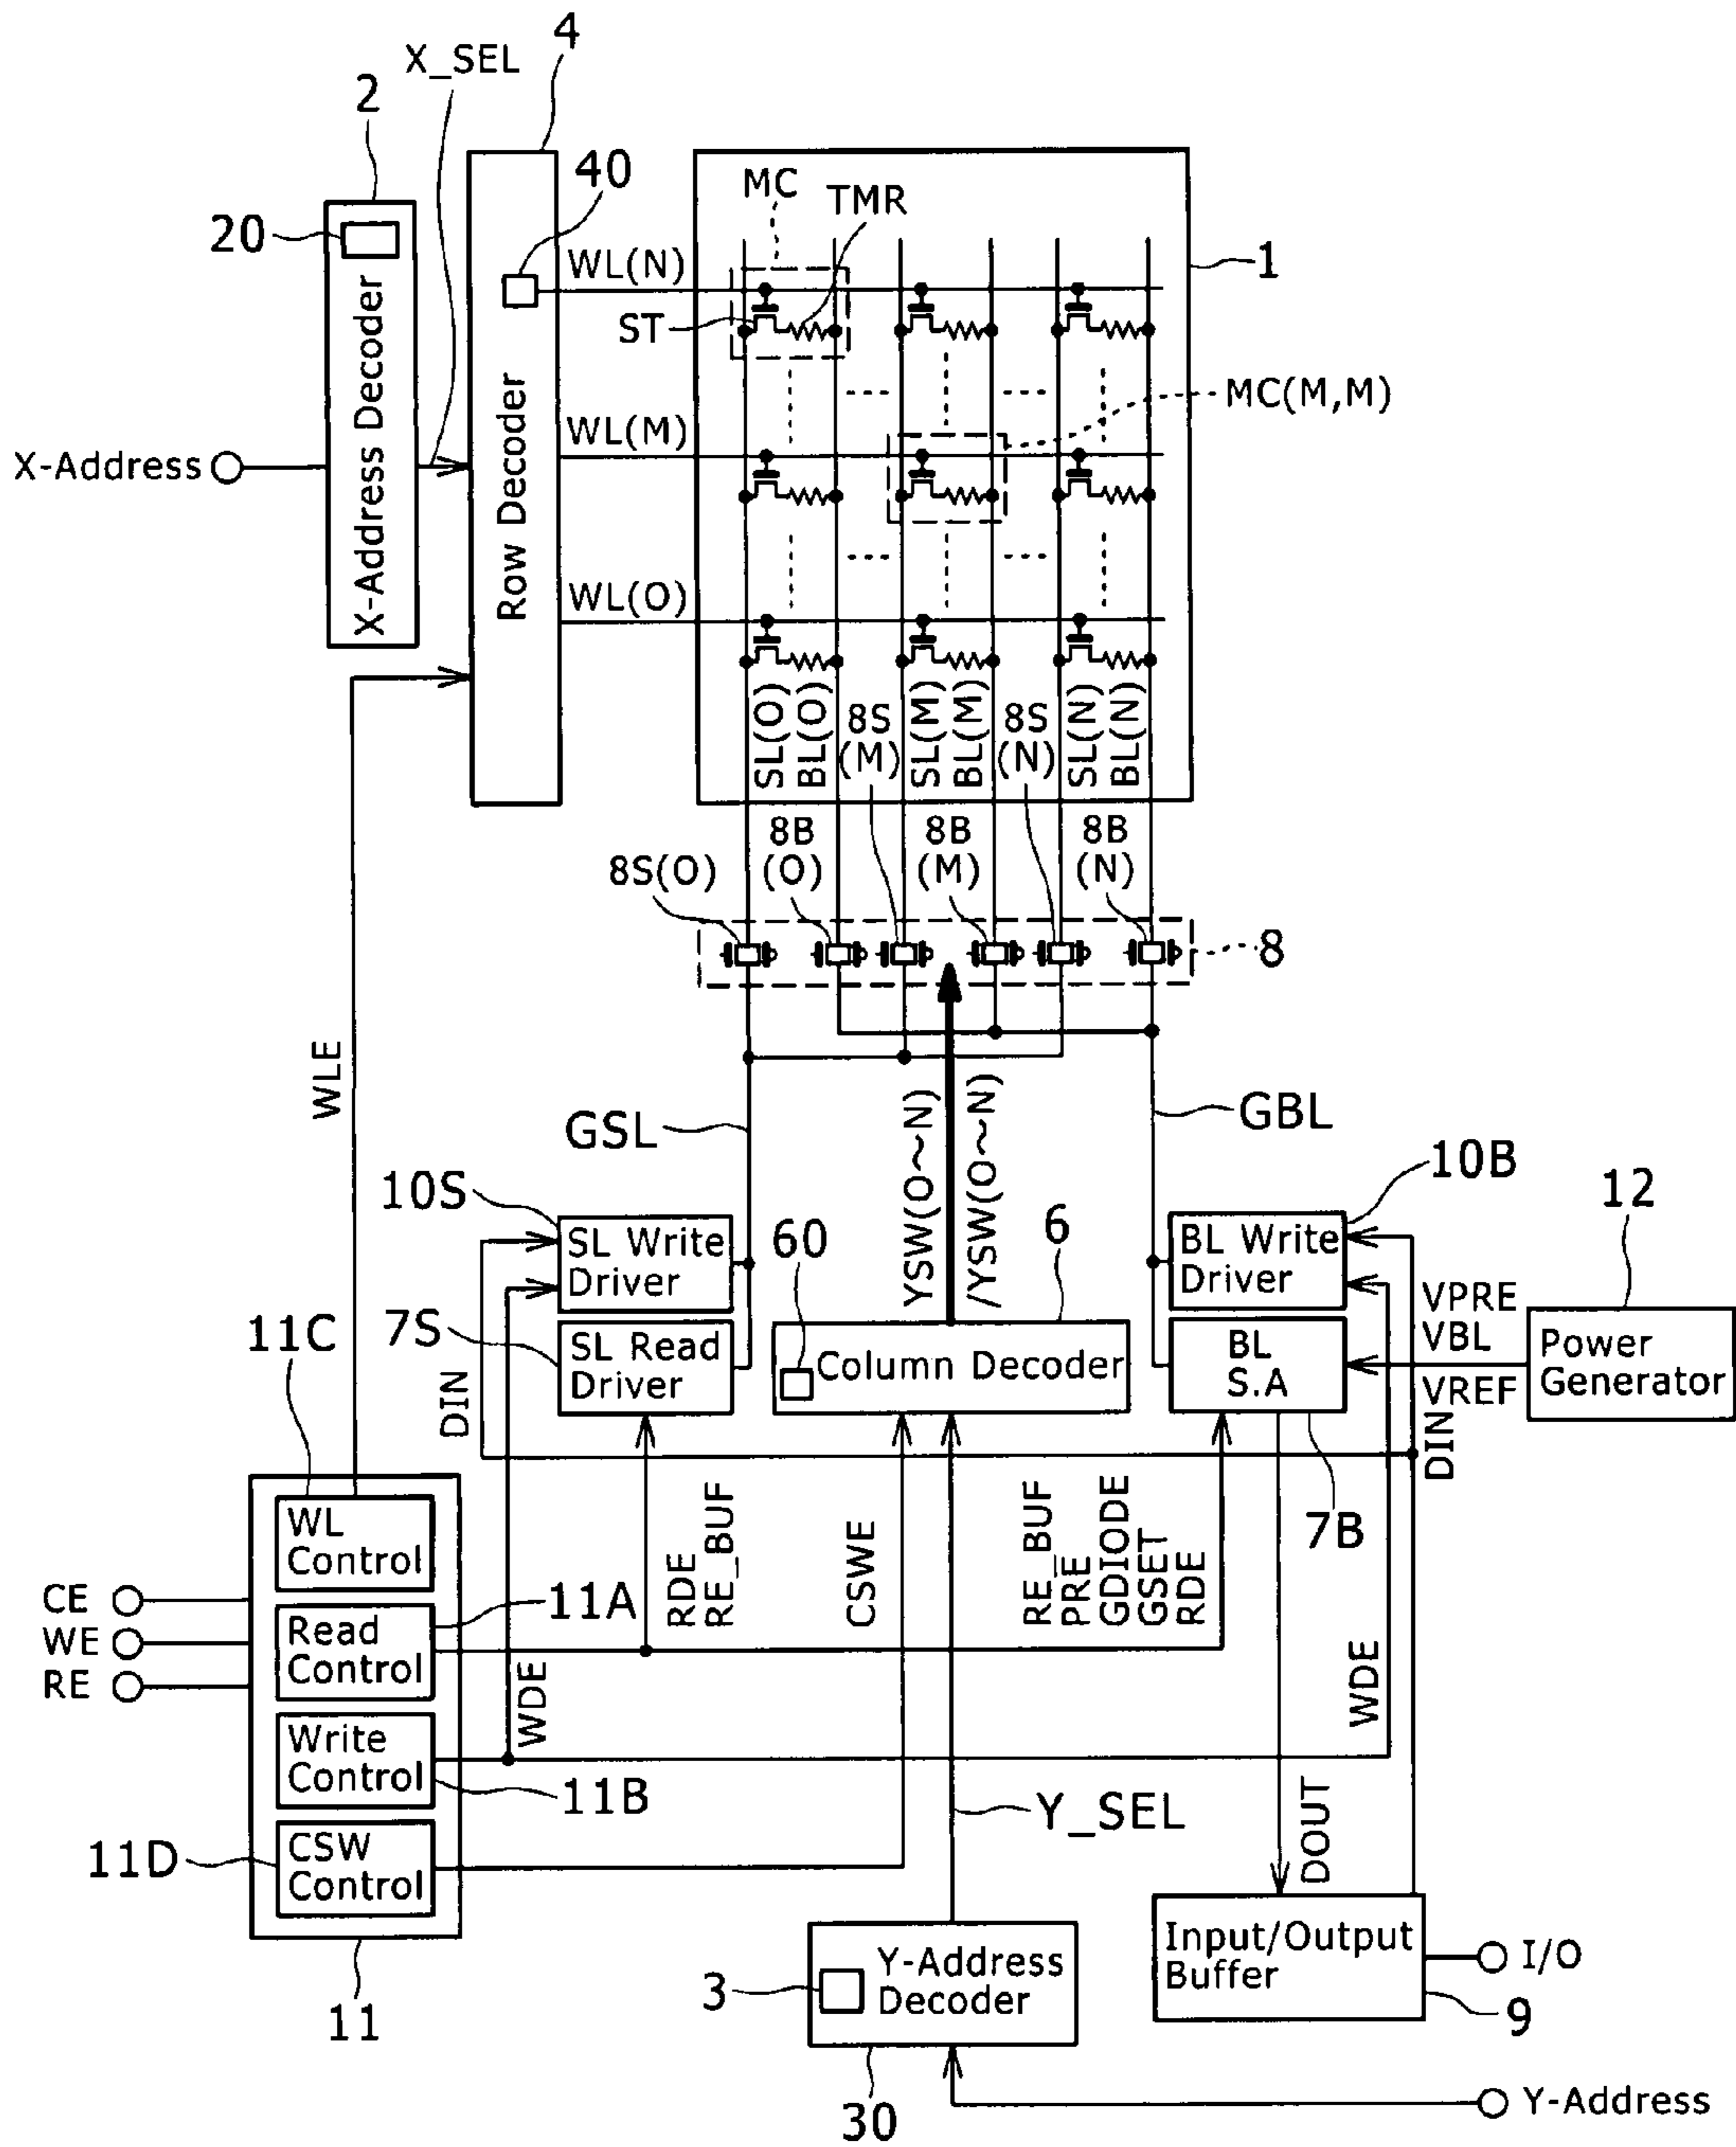 4
X_SEL
2
40
MC
TMR
20
WL(N)
1
ST
X-Address Decoder
Row Decoder
MC(M,M)
WL(M)
X-Address
WL(O)
SL(O)
BL(O)
8S
(M)
SL(M)
BL(M)
8S
(N)
SL(N)
BL(N)
8S(O)
8B
(O)
8B
(M)
8B
(N)
8
WLE
GSL
YSW(O~N)
/YSW(O~N)
GBL
10S
10B
12
SL Write
Driver
60
6
BL Write
Driver
VPRE
VBL
VREF
Power
Generator
11C
7S
SL Read
Driver
Column Decoder
BL
S.A
DIN
DIN
WL
Control
RDE
RE_BUF
CSWE
RE_BUF
PRE
GDIODE
GSET
RDE
7B
CE
WE
RE
Read
Control
11A
WDE
WDE
Write
Control
11B
Y_SEL
DOUT
11D
CSW
Control
11
3
Y-Address
Decoder
30
Input/Output
Buffer
I/O
9
Y-Address